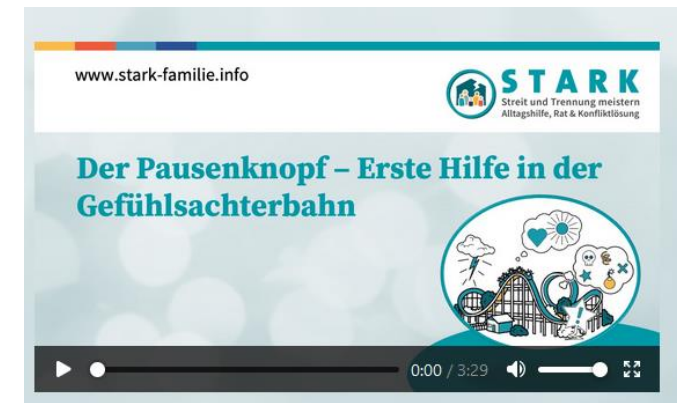 www.stark-familie.info
STARK
Streit und Trennung meistern
Alltagshilfe, Rat & Konfliktlösung
Der Pausenknopf – Erste Hilfe in der
Gefühlsachterbahn
0:00 / 3:29